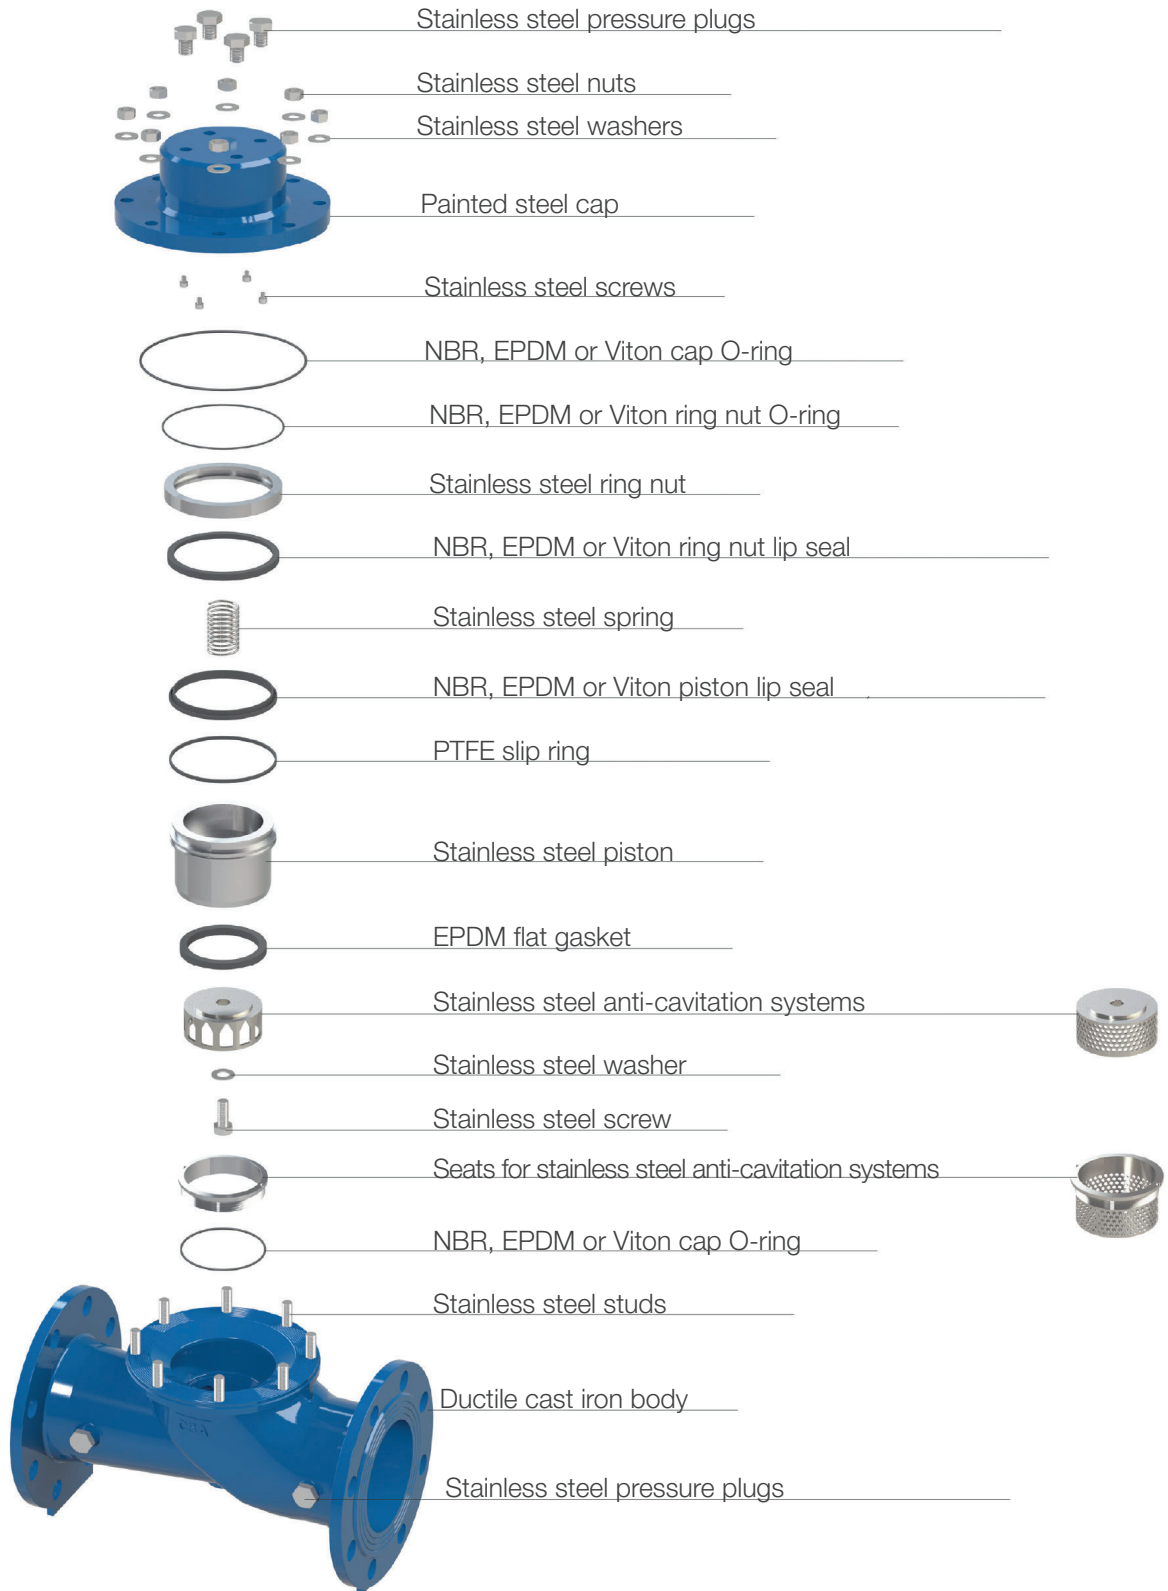 Stainless steel pressure plugs
Stainless steel nuts
Stainless steel washers
Painted steel cap
Stainless steel screws
NBR, EPDM or Viton cap O-ring
NBR, EPDM or Viton ring nut O-ring
Stainless steel ring nut
NBR, EPDM or Viton ring nut lip seal
Stainless steel spring
NBR, EPDM or Viton piston lip seal
PTFE slip ring
Stainless steel piston
EPDM flat gasket
Stainless steel anti-cavitation systems
Stainless steel washer
Stainless steel screw
Seats for stainless steel anti-cavitation systems
NBR, EPDM or Viton cap O-ring
Stainless steel studs
Ductile cast iron body
Stainless steel pressure plugs